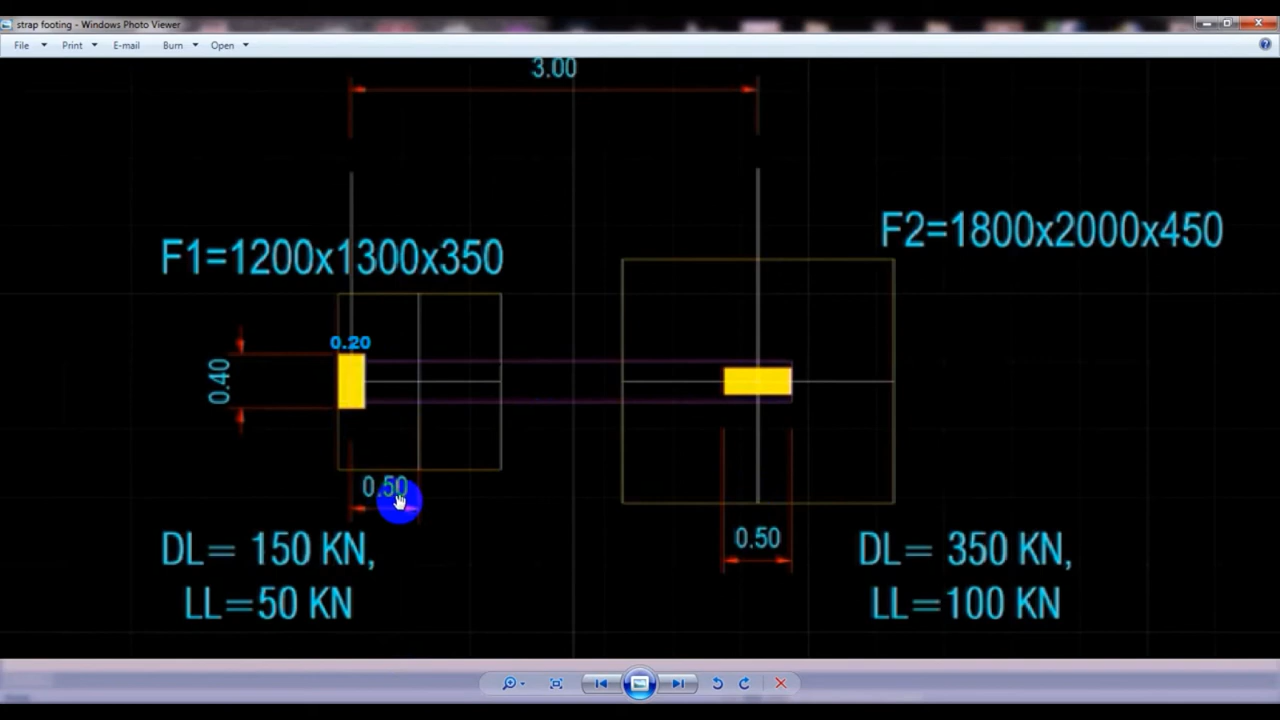 strap footing - Windows Photo Viewer
File Print E-mail Burn Open
3.00
F1=1200x1300x350
F2=1800x2000x450
0.20
0.40
0.50
0.50
DL= 150 KN,
LL=50 KN
DL= 350 KN,
LL=100 KN